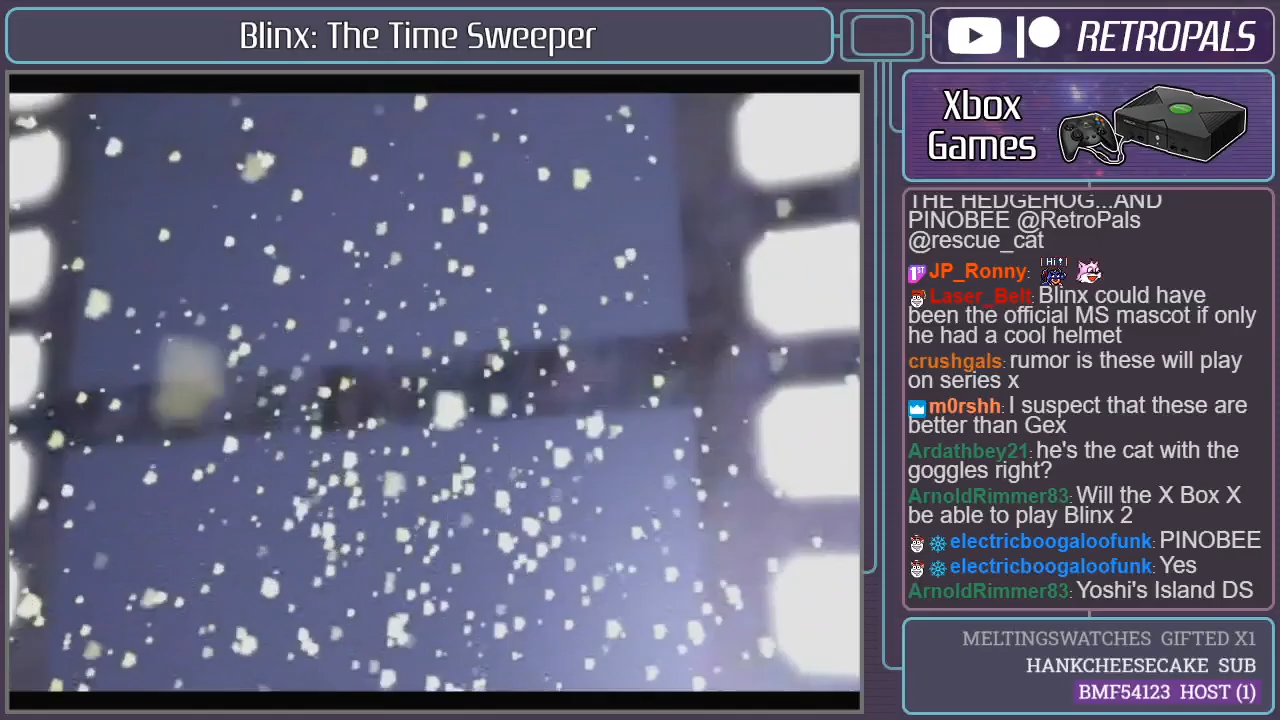 Blinx: The Time Sweeper
RETROPALS
Xbox
Games
THE HEDGEHOG...AND
PINOBEE @RetroPals
@rescue_cat
1ST JP_Ronny: Hi!
Laser_Belt: Blinx could have
been the official MS mascot if only
he had a cool helmet
crushgals: rumor is these will play
on series x
m0rshh: I suspect that these are
better than Gex
Ardathbey21: he's the cat with the
goggles right?
ArnoldRimmer83: Will the X Box X
be able to play Blinx 2
electricboogaloofunk: PINOBEE
electricboogaloofunk: Yes
ArnoldRimmer83: Yoshi's Island DS
MELTINGSWATCHES GIFTED X1
HANKCHEESECAKE SUB
BMF54123 HOST (1)